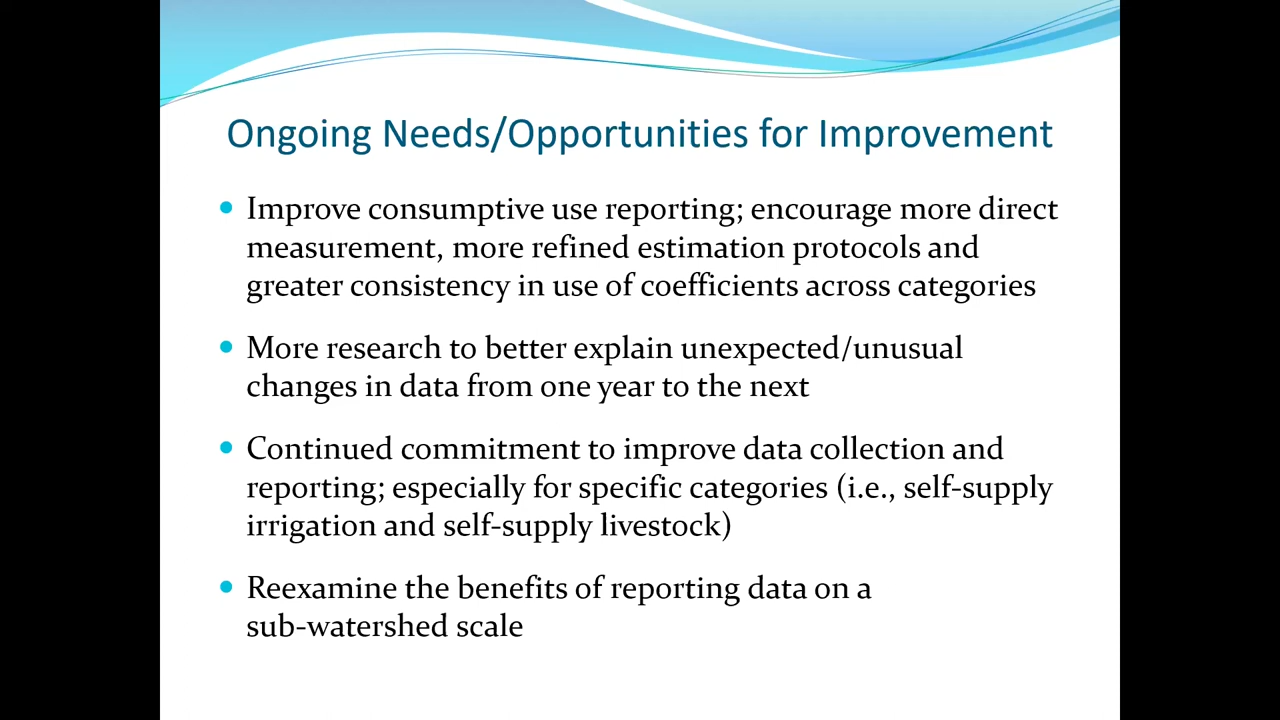 Ongoing Needs/Opportunities for Improvement
• Improve consumptive use reporting; encourage more direct
measurement, more refined estimation protocols and
greater consistency in use of coefficients across categories
• More research to better explain unexpected/unusual
changes in data from one year to the next
• Continued commitment to improve data collection and
reporting; especially for specific categories (i.e., self-supply
irrigation and self-supply livestock)
• Reexamine the benefits of reporting data on a
sub-watershed scale